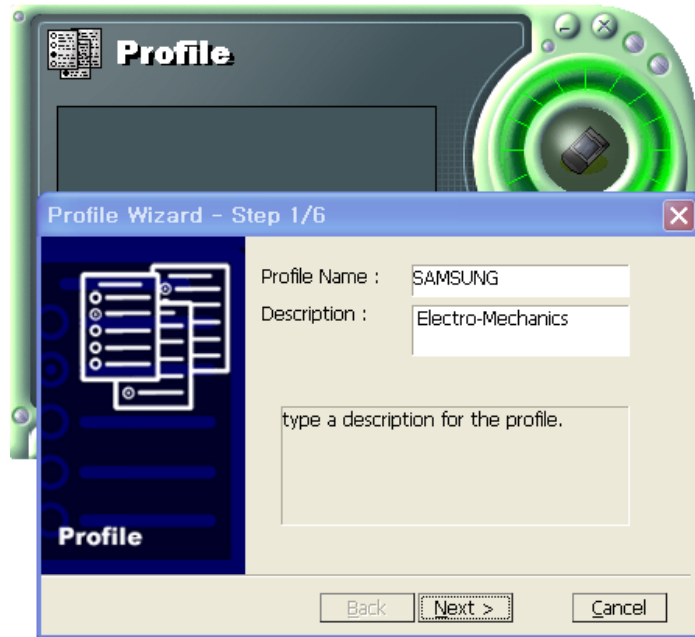 Profile
Profile Wizard - Step 1/6
Profile Name : SAMSUNG
Description : Electro-Mechanics
type a description for the profile.
Profile
Back Next > Cancel